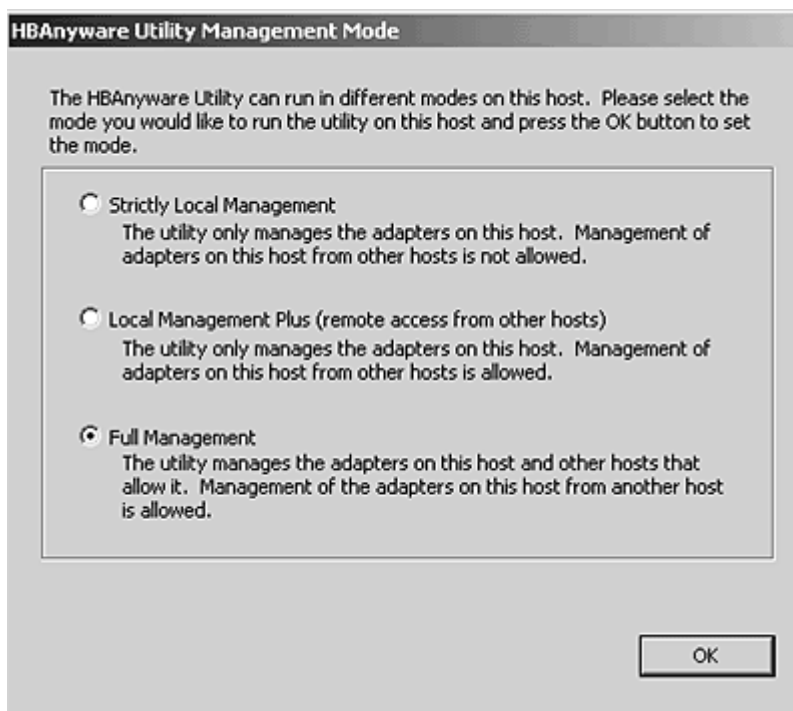 HBAnyware Utility Management Mode
The HBAnyware Utility can run in different modes on this host. Please select the
mode you would like to run the utility on this host and press the OK button to set
the mode.
Strictly Local Management
The utility only manages the adapters on this host. Management of
adapters on this host from other hosts is not allowed.
Local Management Plus (remote access from other hosts)
The utility only manages the adapters on this host. Management of
adapters on this host from other hosts is allowed.
Full Management
The utility manages the adapters on this host and other hosts that
allow it. Management of the adapters on this host from another host
is allowed.
OK